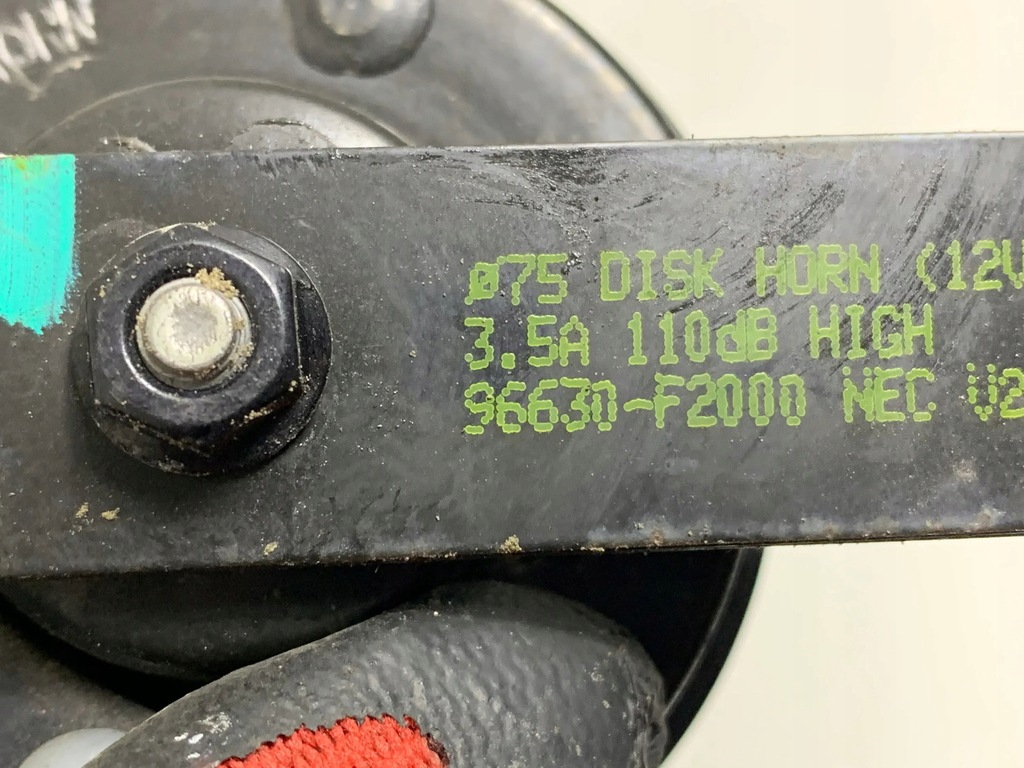 Ø75 DISK HORN (12V
3.5A 110dB HIGH
96630-F2000 NEC V2